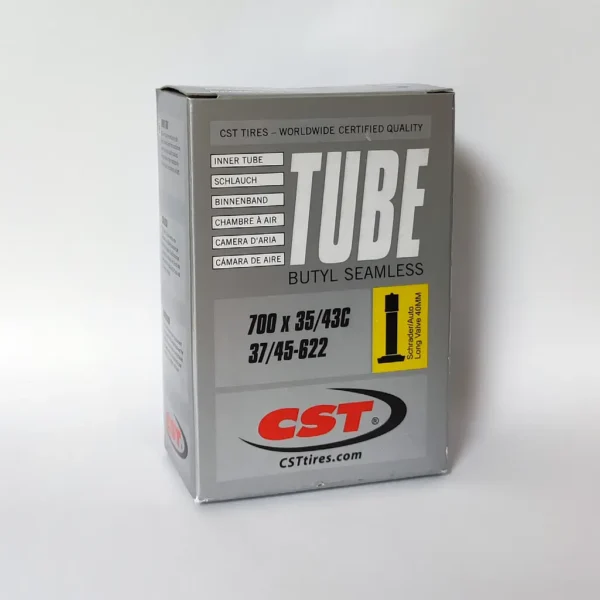 CST TIRES – WORLDWIDE CERTIFIED QUALITY
INNER TUBE
SCHLAUCH
BINNENBAND
CHAMBRE À AIR
CAMERA D'ARIA
CÁMARA DE AIRE
TUBE
BUTYL SEAMLESS
700 x 35/43C
37/45-622
Schrader/Auto
Long Valve 40MM
CST®
CSTtires.com